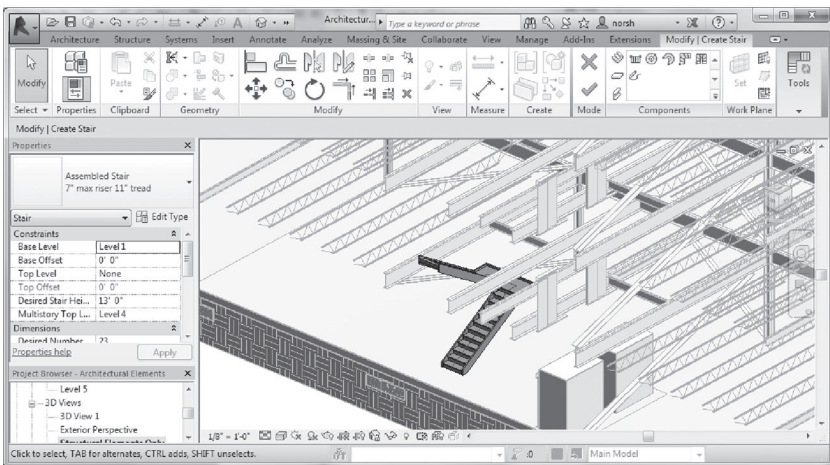 Architectur...
Type a keyword or phrase
norsh
Architecture Structure Systems Insert Annotate Analyze Massing & Site Collaborate View Manage Add-Ins Extensions Modify | Create Stair
Modify
Paste
Set
Tools
Select Properties Clipboard Geometry Modify View Measure Create Mode Components Work Plane
Modify | Create Stair
Properties
Assembled Stair
7" max riser 11" tread
Stair
Edit Type
Constraints
Base Level Level 1
Base Offset 0' 0"
Top Level None
Top Offset 0' 0"
Desired Stair Hei... 13' 0"
Multistory Top L... Level 4
Dimensions
Desired Number 23
Properties help
Apply
Project Browser - Architectural Elements
Level 5
3D Views
3D View 1
Exterior Perspective
Structural Elements Only
1/8" = 1'-0"
Click to select, TAB for alternates, CTRL adds, SHIFT unselects.
:0
Main Model